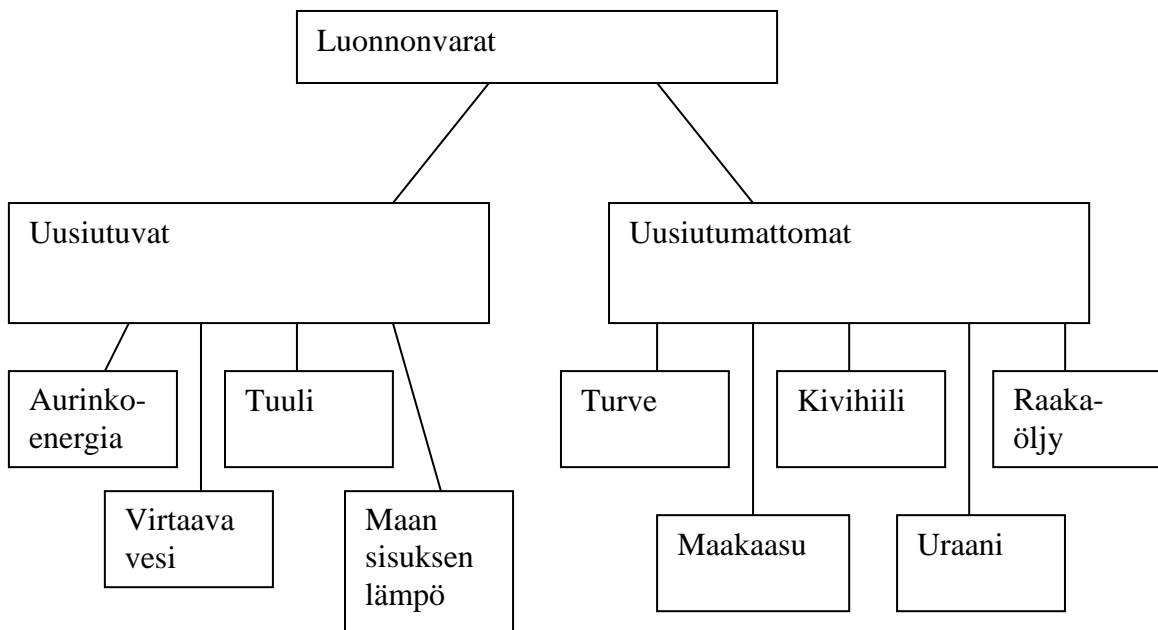 Luonnonvarat
Uusiutuvat
Uusiutumattomat
Aurinko-
energia
Tuuli
Turve
Kivihiili
Raaka-
öljy
Virtaava
vesi
Maan
sisuksen
lämpö
Maakaasu
Uraani